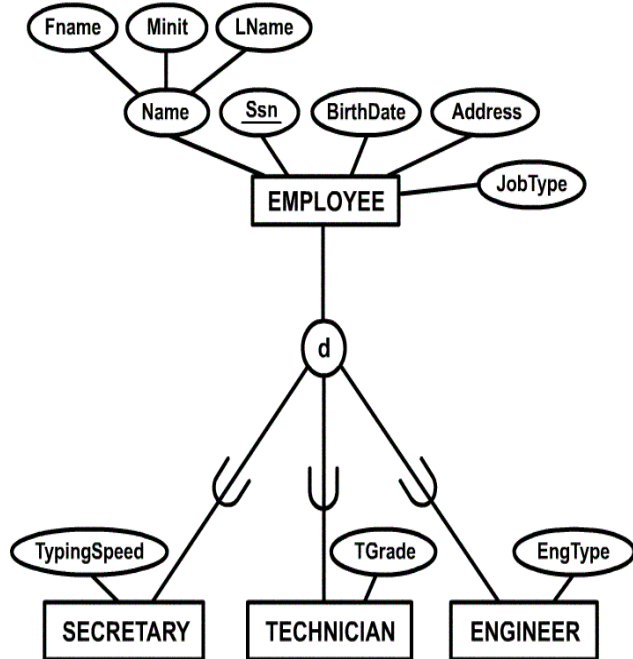 Fname Minit LName
Name Ssn BirthDate Address
JobType
EMPLOYEE
d
TypingSpeed TGrade EngType
SECRETARY TECHNICIAN ENGINEER